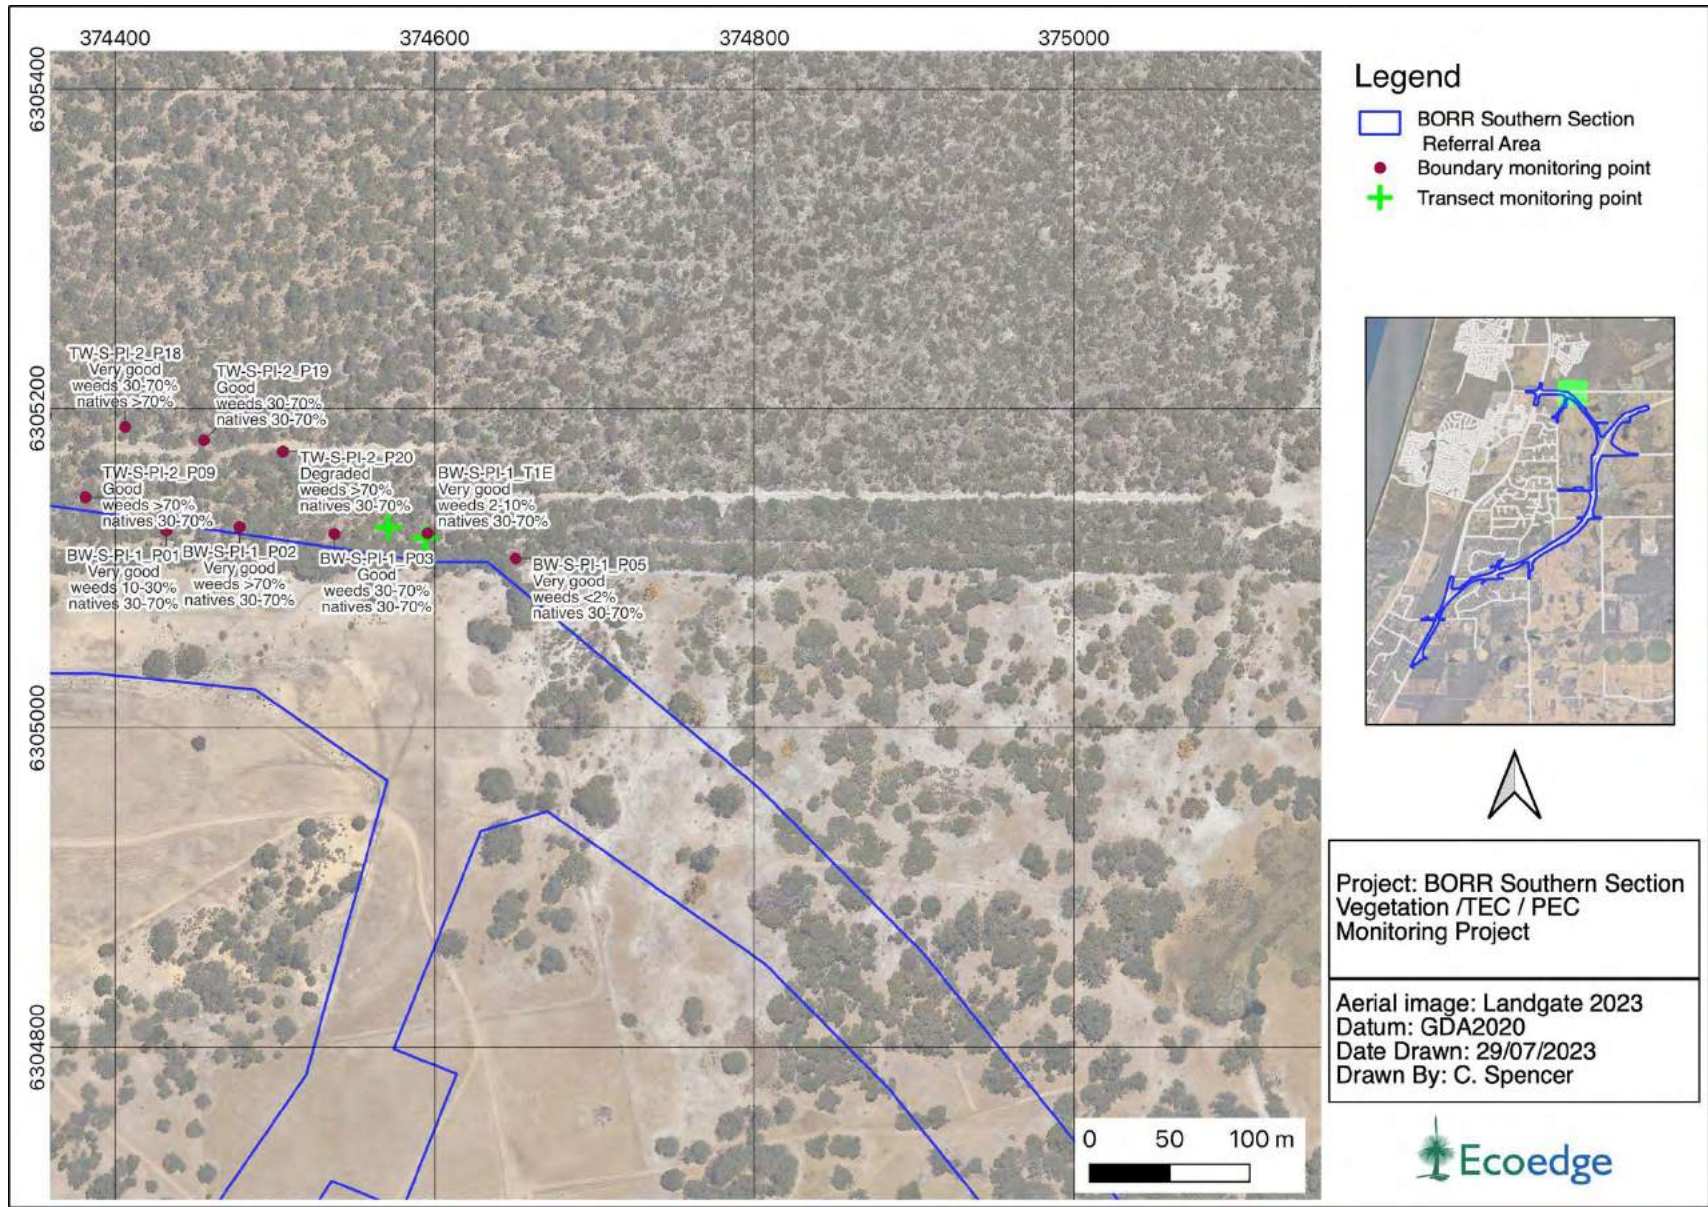 374400
374600
374800
375000
6305400
6305200
6305000
6304800
TW-S-PI-2_P18
Very good
weeds 30-70%
natives >70%
TW-S-PI-2_P19
Good
weeds 30-70%
natives 30-70%
TW-S-PI-2_P09
Good
weeds >70%
natives 30-70%
TW-S-PI-2_P20
Degraded
weeds >70%
natives 30-70%
BW-S-PI-1_T1E
Very good
weeds 2-10%
natives 30-70%
BW-S-PI-1_P01
Very good
weeds 10-30%
natives 30-70%
BW-S-PI-1_P02
Very good
weeds >70%
natives 30-70%
BW-S-PI-1_P03
Good
weeds 30-70%
natives 30-70%
BW-S-PI-1_P05
Very good
weeds <2%
natives 30-70%
0 50 100 m
Legend
BORR Southern Section
Referral Area
Boundary monitoring point
Transect monitoring point
Project: BORR Southern Section
Vegetation /TEC / PEC
Monitoring Project
Aerial image: Landgate 2023
Datum: GDA2020
Date Drawn: 29/07/2023
Drawn By: C. Spencer
Ecoedge